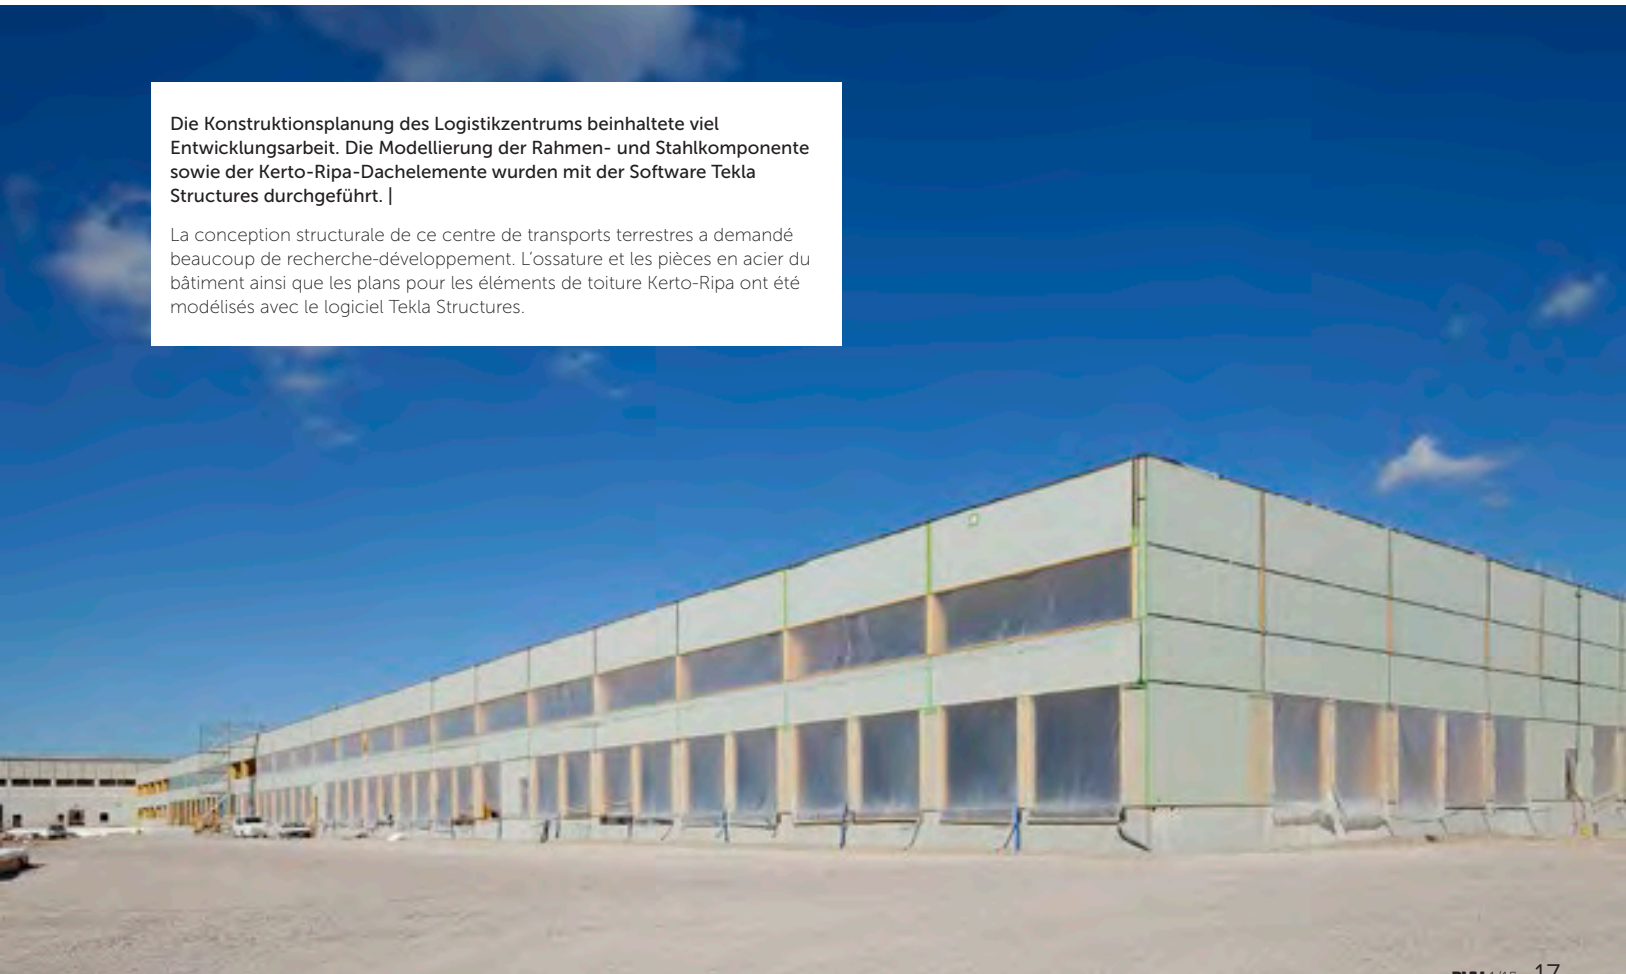 Die Konstruktionsplanung des Logistikzentrums beinhaltete viel
Entwicklungsarbeit. Die Modellierung der Rahmen- und Stahlkomponente
sowie der Kerto-Ripa-Dachelemente wurden mit der Software Tekla
Structures durchgeführt. |
La conception structurale de ce centre de transports terrestres a demandé
beaucoup de recherche-développement. L’ossature et les pièces en acier du
bâtiment ainsi que les plans pour les éléments de toiture Kerto-Ripa ont été
modélisés avec le logiciel Tekla Structures.
17